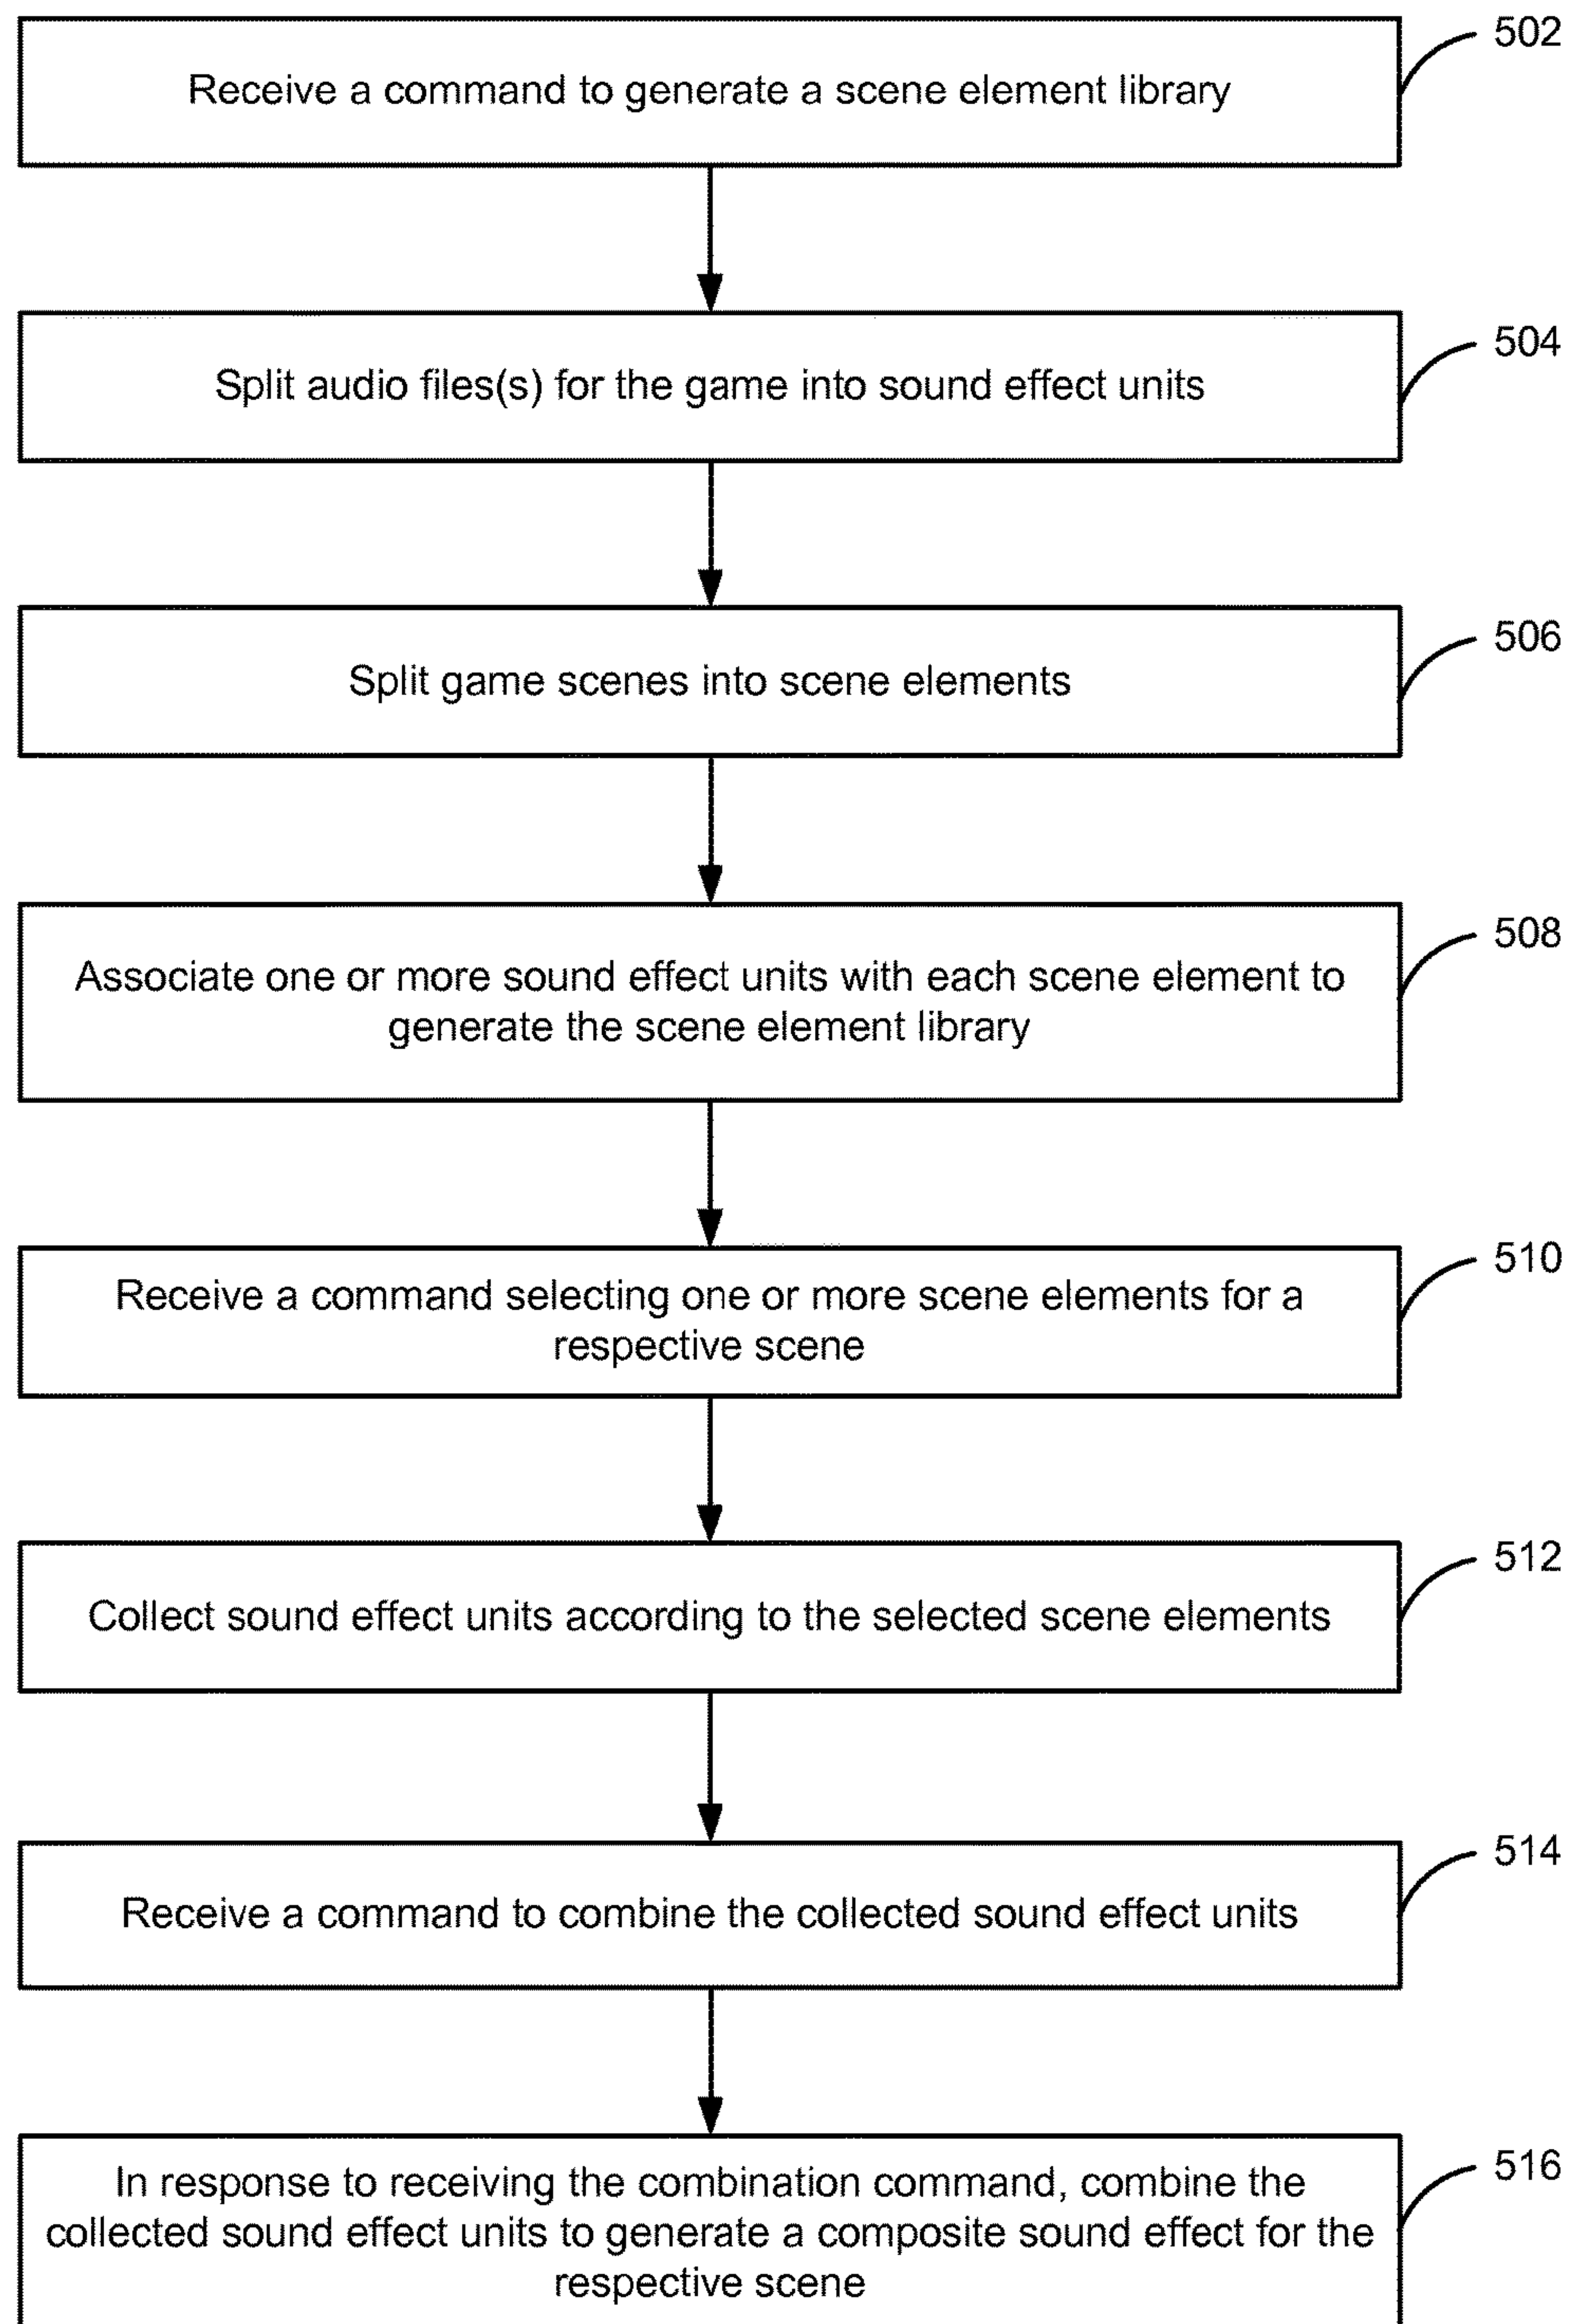 502
Receive a command to generate a scene element library
504
Split audio files(s) for the game into sound effect units
506
Split game scenes into scene elements
508
Associate one or more sound effect units with each scene element to
generate the scene element library
510
Receive a command selecting one or more scene elements for a
respective scene
512
Collect sound effect units according to the selected scene elements
514
Receive a command to combine the collected sound effect units
516
In response to receiving the combination command, combine the
collected sound effect units to generate a composite sound effect for the
respective scene